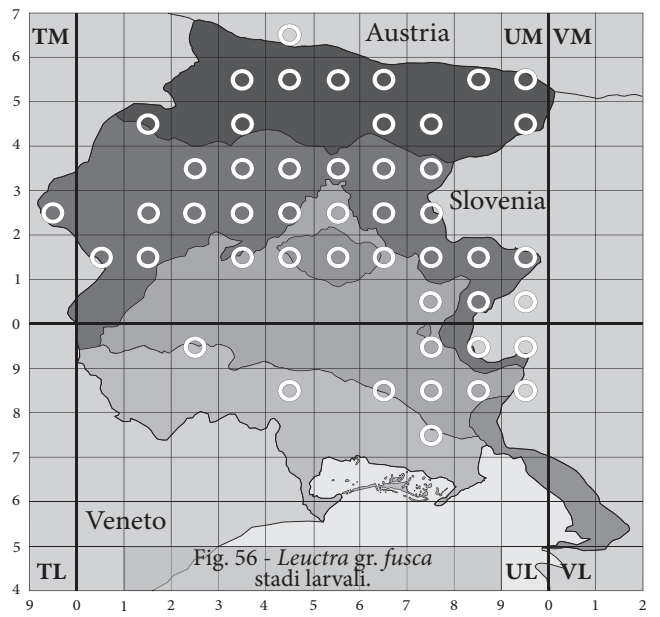 7
TM Austria UM VM
6
5
4
3
Slovenia
2
1
0
9
8
7
6
Veneto
5
Fig. 56 - Leuctra gr. fusca
stadi larvali.
TL UL VL
4
9 0 1 2 3 4 5 6 7 8 9 0 1 2